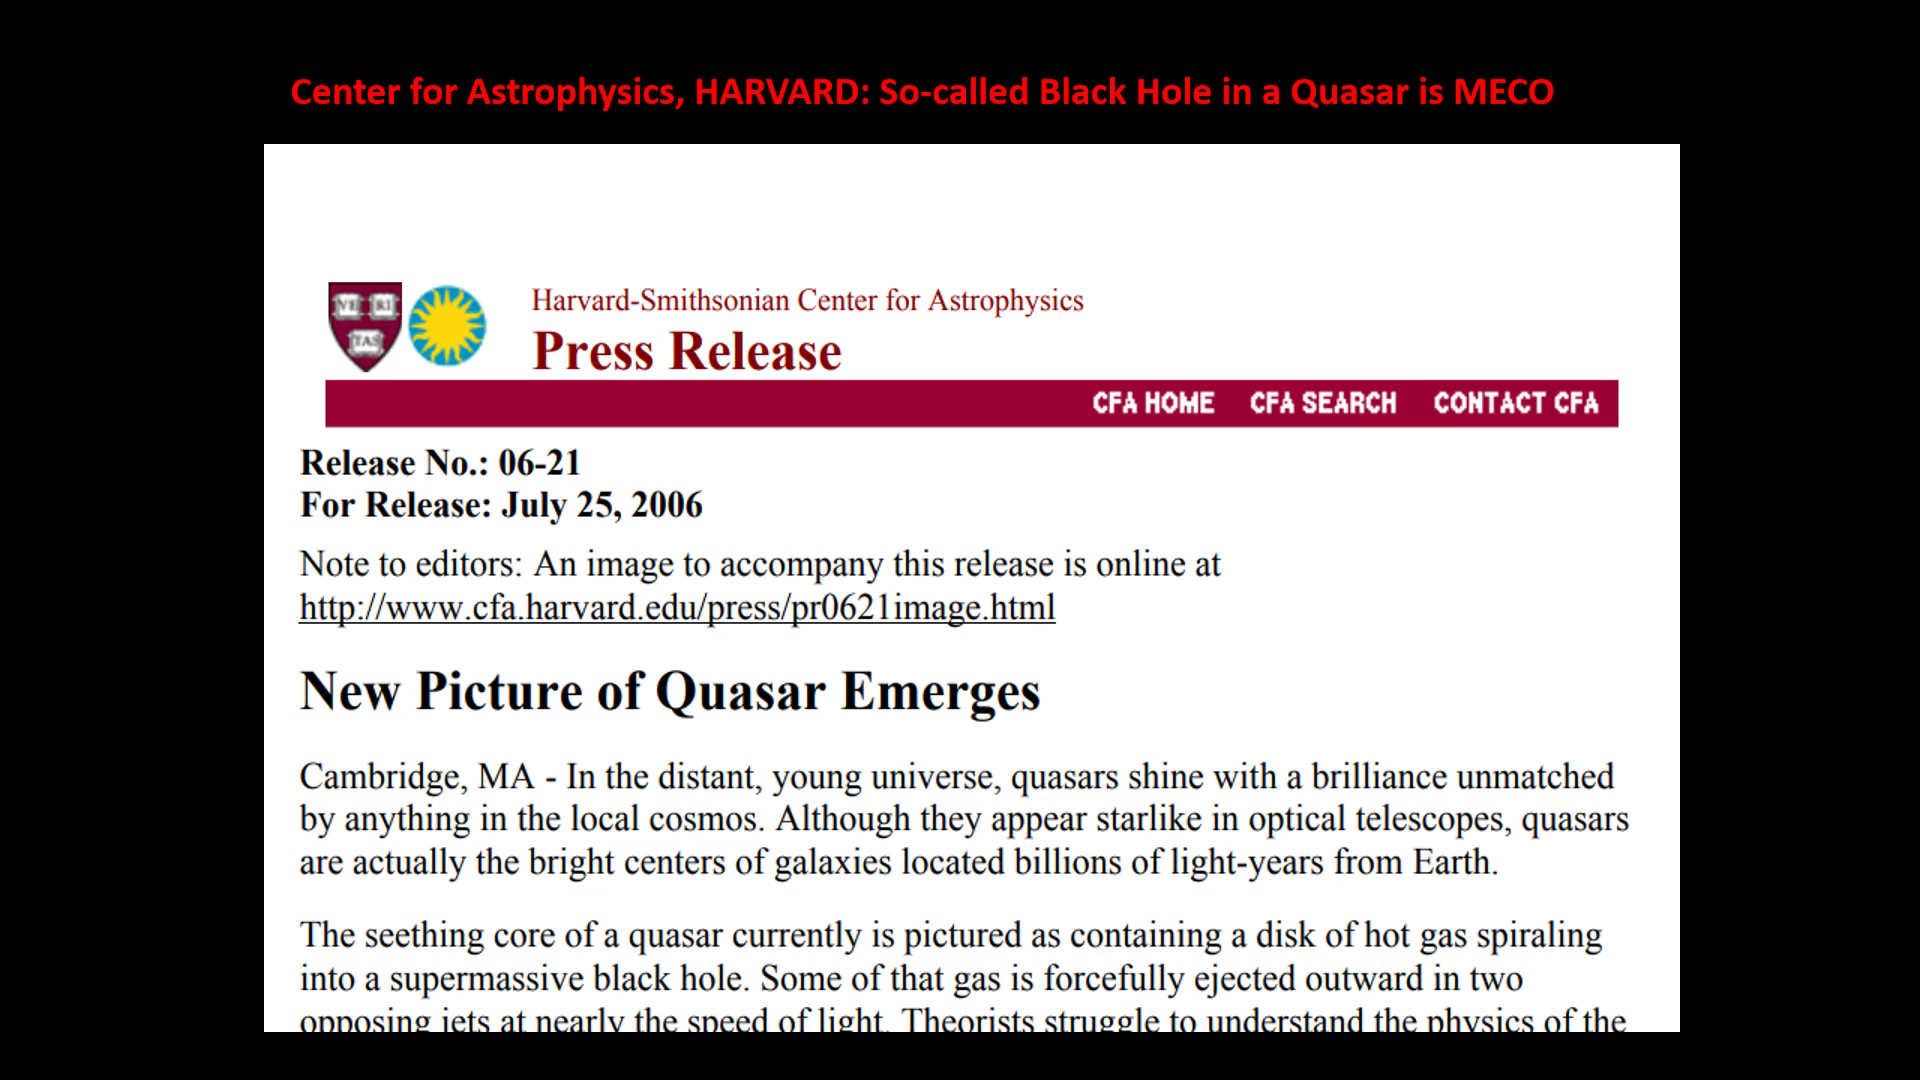 Center for Astrophysics, HARVARD: So-called Black Hole in a Quasar is MECO
VE RI
TAS
Harvard-Smithsonian Center for Astrophysics
Press Release
CFA HOME CFA SEARCH CONTACT CFA
Release No.: 06-21
For Release: July 25, 2006
Note to editors: An image to accompany this release is online at
http://www.cfa.harvard.edu/press/pr0621image.html
New Picture of Quasar Emerges
Cambridge, MA - In the distant, young universe, quasars shine with a brilliance unmatched
by anything in the local cosmos. Although they appear starlike in optical telescopes, quasars
are actually the bright centers of galaxies located billions of light-years from Earth.
The seething core of a quasar currently is pictured as containing a disk of hot gas spiraling
into a supermassive black hole. Some of that gas is forcefully ejected outward in two
opposing jets at nearly the speed of light. Theorists struggle to understand the physics of the